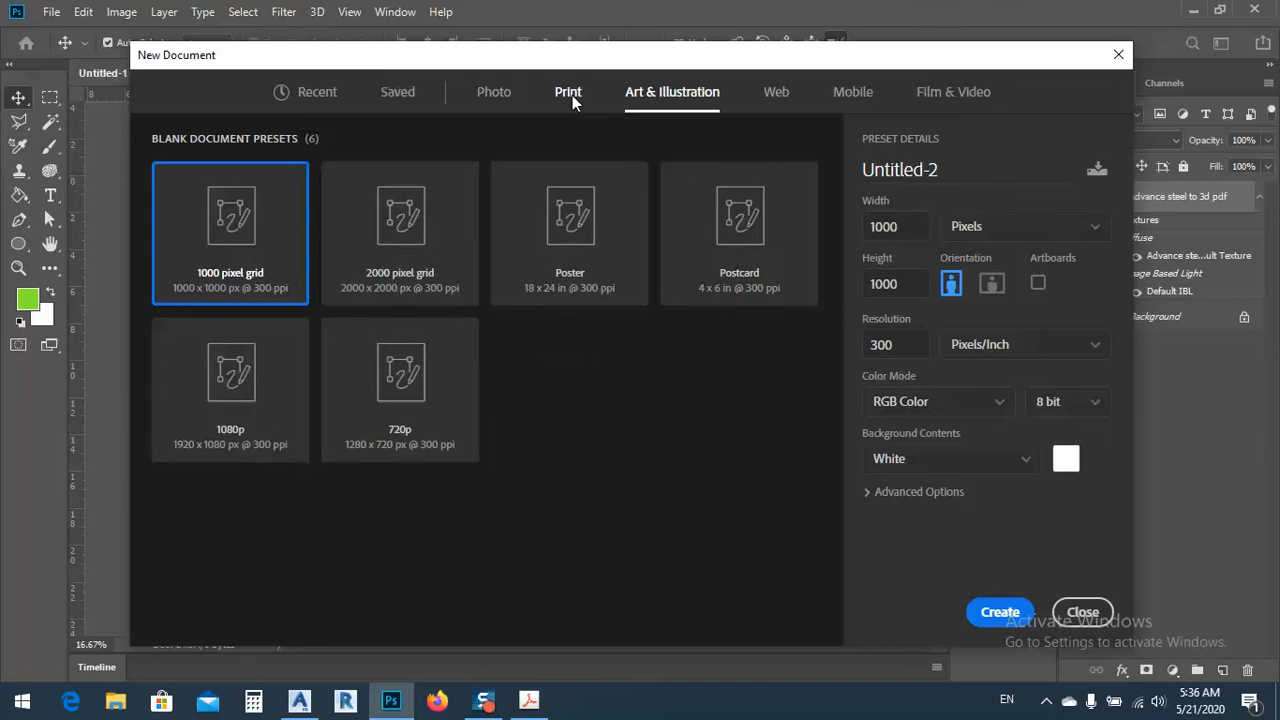 Ps File Edit Image Layer Type Select Filter 3D View Window Help
New Document
Untitled-1
Channels
Recent Saved Photo Print Art & Illustration Web Mobile Film & Video
BLANK DOCUMENT PRESETS (6)
1000 pixel grid
1000 x 1000 px @ 300 ppi
2000 pixel grid
2000 x 2000 px @ 300 ppi
Poster
18 x 24 in @ 300 ppi
Postcard
4 x 6 in @ 300 ppi
1080p
1920 x 1080 px @ 300 ppi
720p
1280 x 720 px @ 300 ppi
PRESET DETAILS
Untitled-2
Width
1000 Pixels
Height Orientation Artboards
1000
Resolution
300 Pixels/Inch
Color Mode
RGB Color 8 bit
Background Contents
White
Advanced Options
Create Close
Opacity: 100%
Fill: 100%
dvance steel to 3d pdf
xtures
ffuse
Advance ste...ult Texture
nage Based Light
Default IBL
ackground
Activate Windows
Go to Settings to activate Windows.
16.67%
Timeline
EN
5:36 AM
5/21/2020